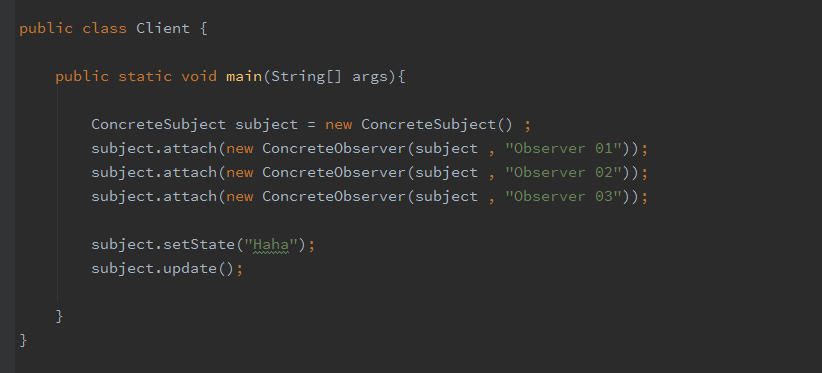 public class Client {
public static void main(String[] args){
ConcreteSubject subject = new ConcreteSubject() ;
subject.attach(new ConcreteObserver(subject , "Observer 01"));
subject.attach(new ConcreteObserver(subject , "Observer 02"));
subject.attach(new ConcreteObserver(subject , "Observer 03"));
subject.setState("Haha");
subject.update();
}
}